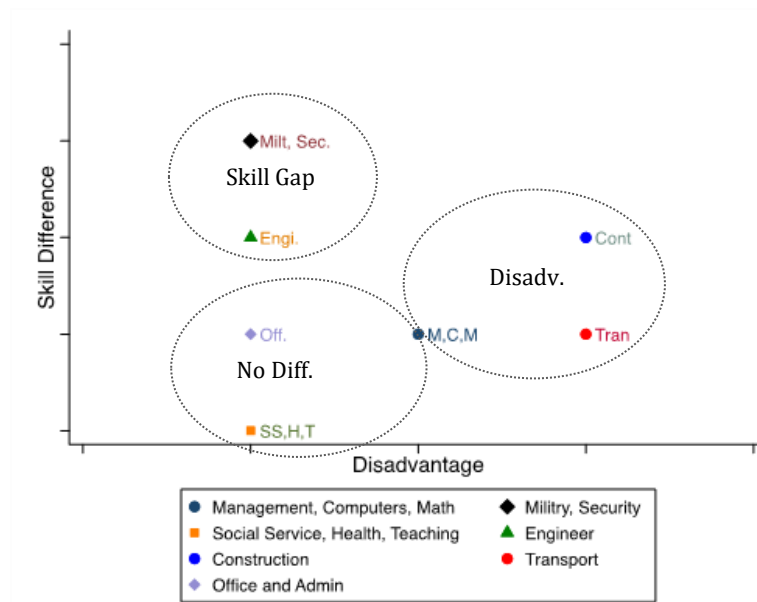 Milt, Sec.
Skill Gap
Engi.
Cont
Disadv.
Off.
M,C,M
Tran
No Diff.
SS,H,T
Skill Difference
Disadvantage
Management, Computers, Math
Militry, Security
Social Service, Health, Teaching
Engineer
Construction
Transport
Office and Admin